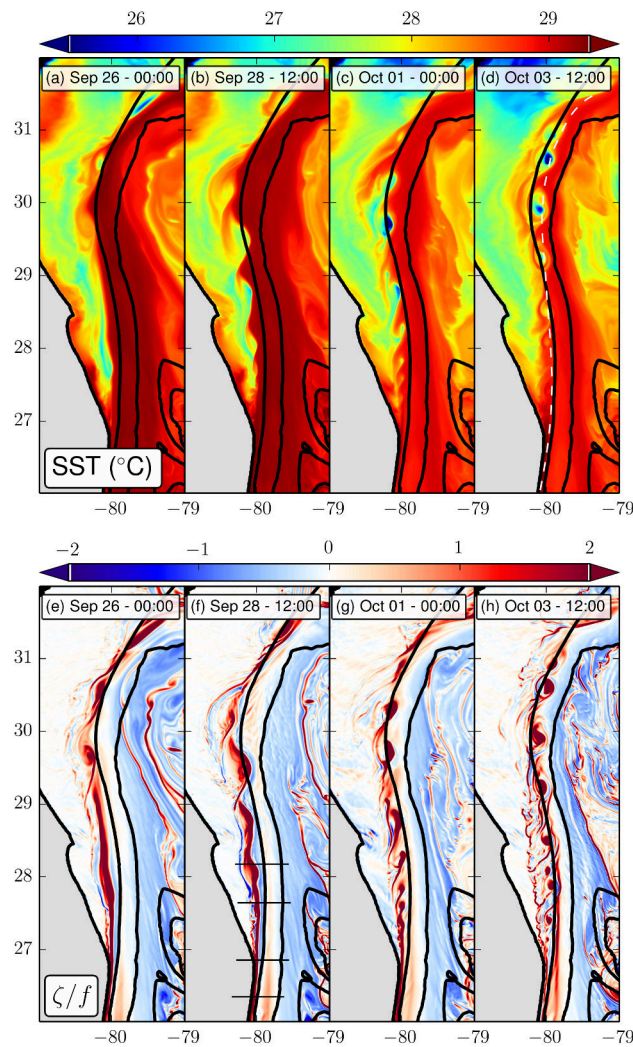 26 27 28 29
(a) Sep 26 - 00:00 (b) Sep 28 - 12:00 (c) Oct 01 - 00:00 (d) Oct 03 - 12:00
31
30
29
28
27
SST (°C)
−80 −79 −80 −79 −80 −79 −80 −79
−2 −1 0 1 2
(e) Sep 26 - 00:00 (f) Sep 28 - 12:00 (g) Oct 01 - 00:00 (h) Oct 03 - 12:00
31
30
29
28
27
ζ/f
−80 −79 −80 −79 −80 −79 −80 −79